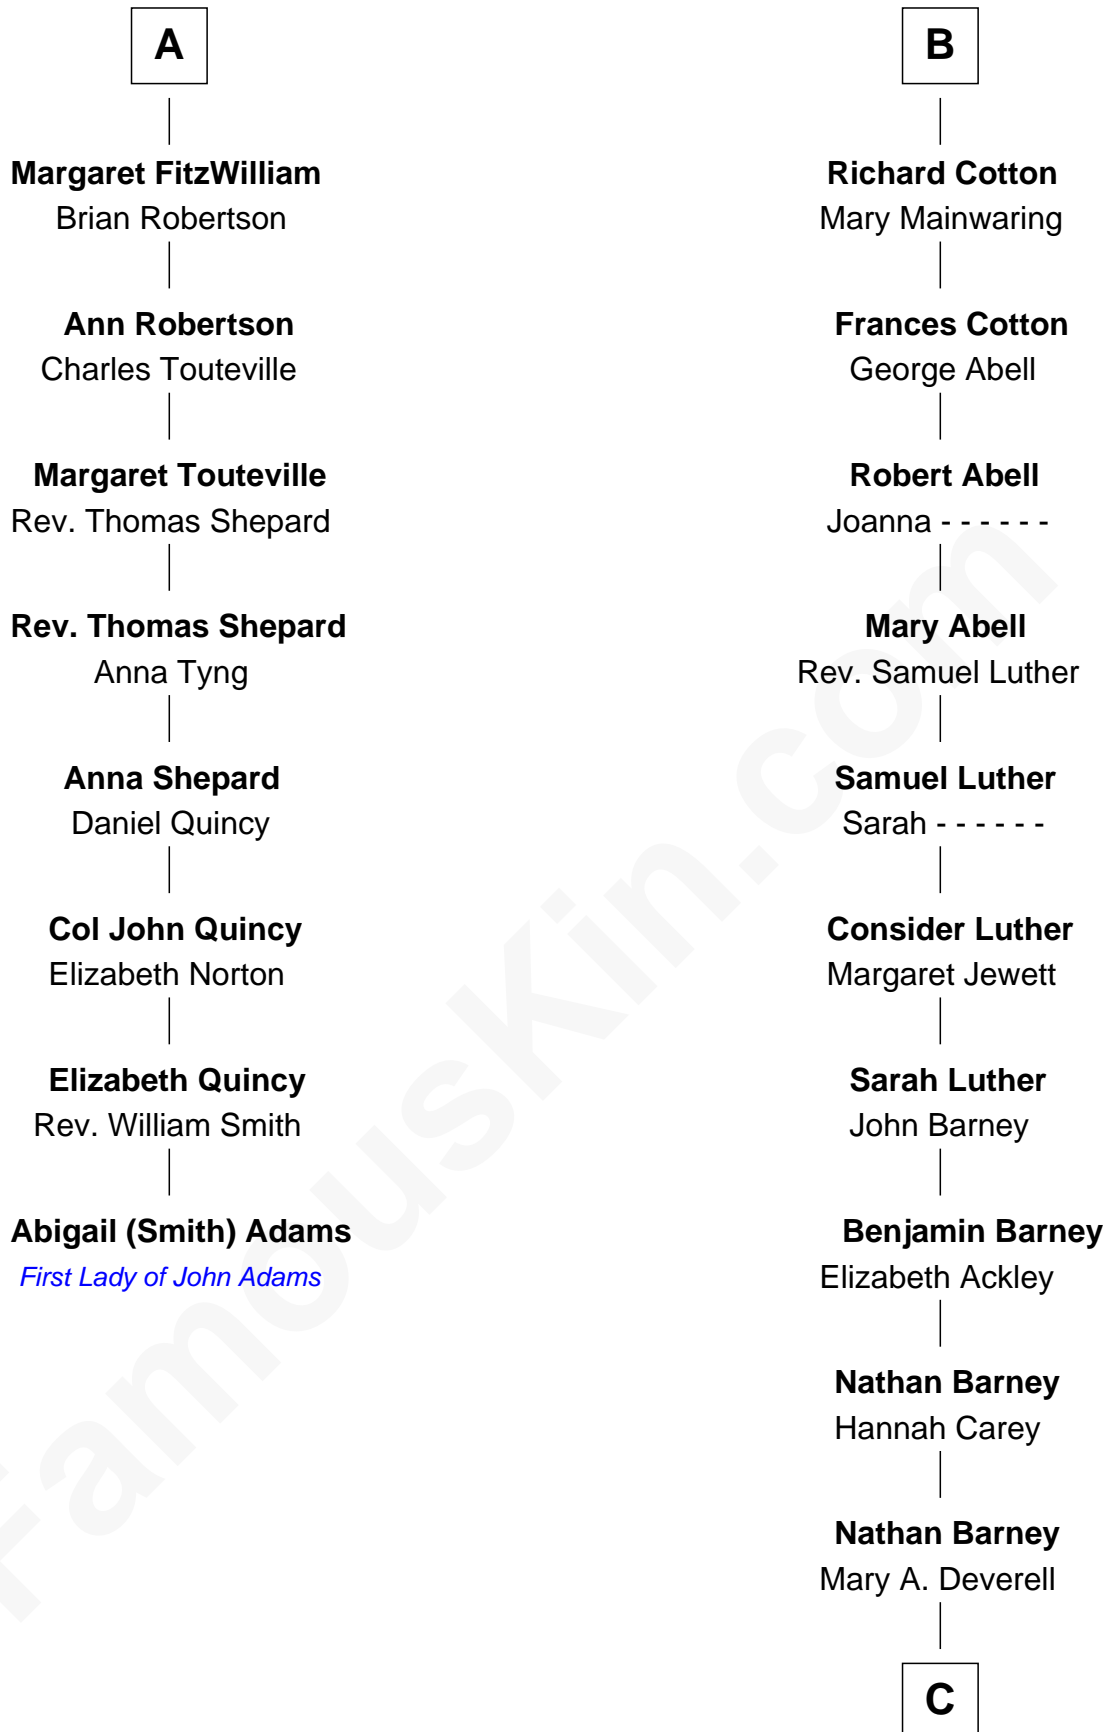 A
Margaret FitzWilliam
Brian Robertson
Ann Robertson
Charles Touteville
Margaret Touteville
Rev. Thomas Shepard
Rev. Thomas Shepard
Anna Tyng
Anna Shepard
Daniel Quincy
Col John Quincy
Elizabeth Norton
Elizabeth Quincy
Rev. William Smith
Abigail (Smith) Adams
First Lady of John Adams
B
Richard Cotton
Mary Mainwaring
Frances Cotton
George Abell
Robert Abell
Joanna - - - - - -
Mary Abell
Rev. Samuel Luther
Samuel Luther
Sarah - - - - - -
Consider Luther
Margaret Jewett
Sarah Luther
John Barney
Benjamin Barney
Elizabeth Ackley
Nathan Barney
Hannah Carey
Nathan Barney
Mary A. Deverell
C
FamousKin.com